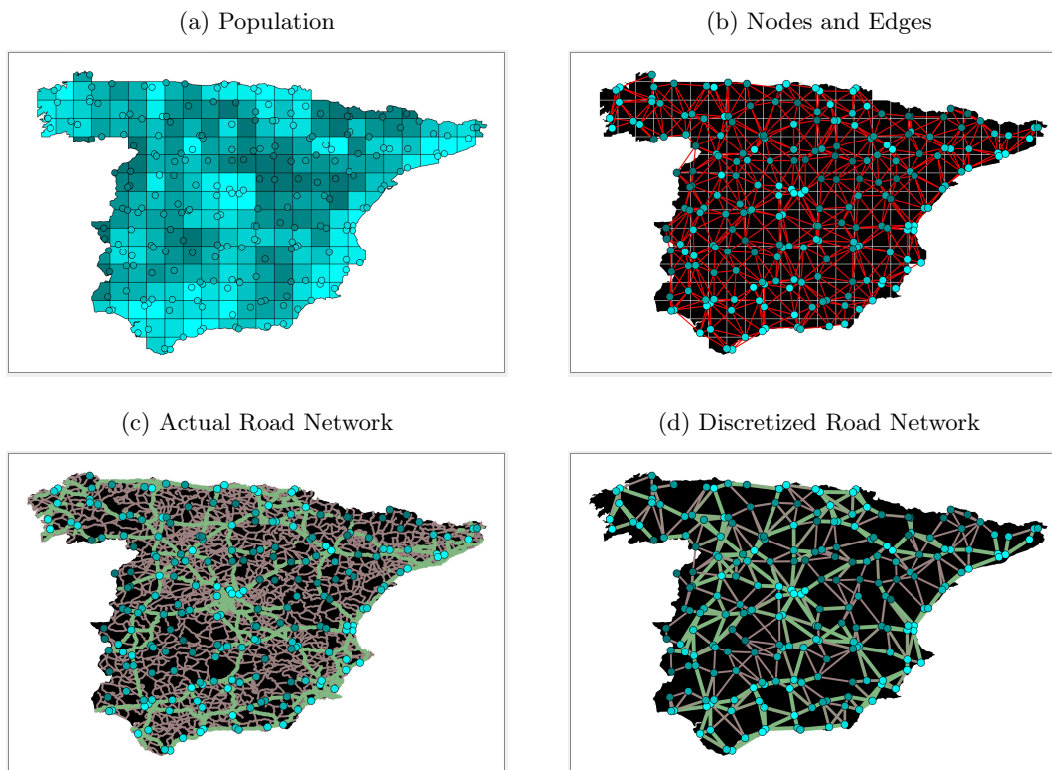 (a) Population
(b) Nodes and Edges
(c) Actual Road Network
(d) Discretized Road Network